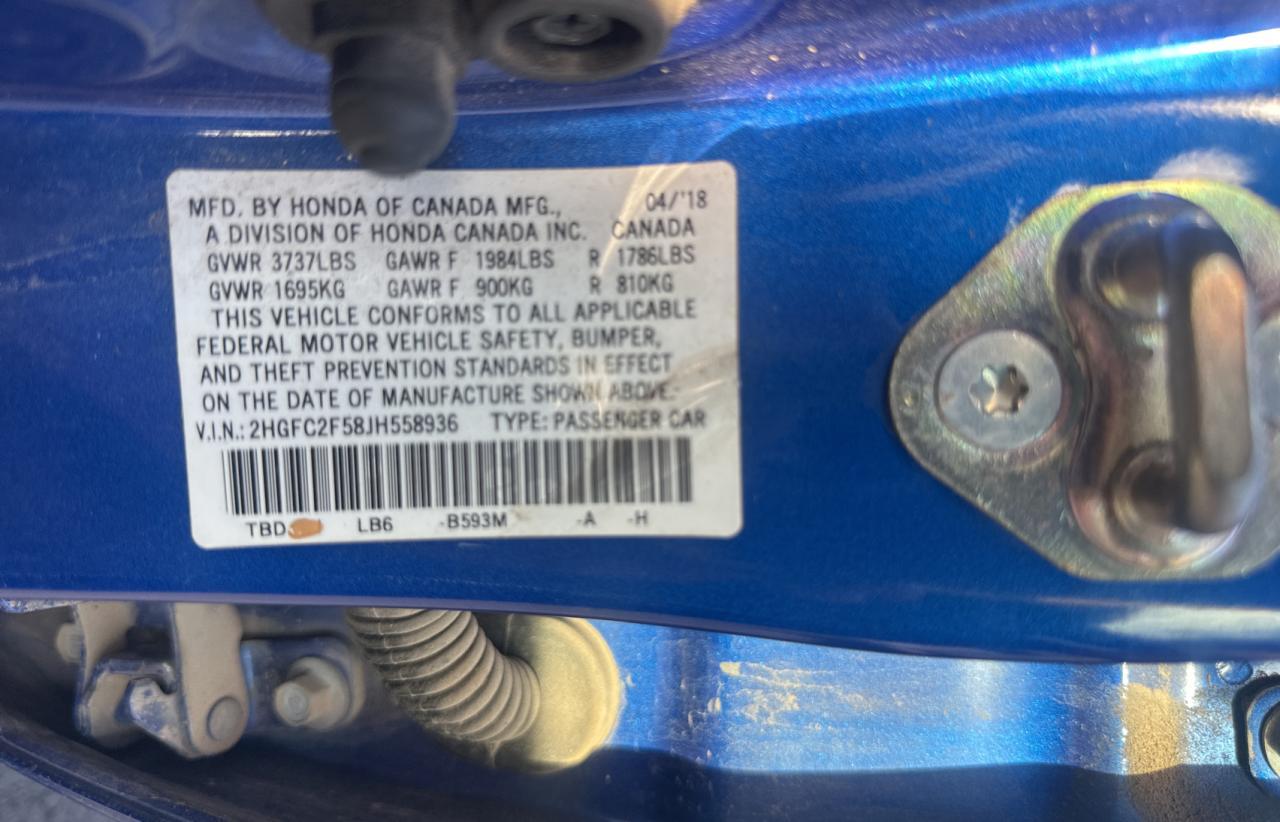 MFD. BY HONDA OF CANADA MFG., 04/'18
A DIVISION OF HONDA CANADA INC. CANADA
GVWR 3737LBS GAWR F 1984LBS R 1786LBS
GVWR 1695KG GAWR F 900KG R 810KG
THIS VEHICLE CONFORMS TO ALL APPLICABLE
FEDERAL MOTOR VEHICLE SAFETY, BUMPER,
AND THEFT PREVENTION STANDARDS IN EFFECT
ON THE DATE OF MANUFACTURE SHOWN ABOVE.
V.I.N.: 2HGFC2F58JH558936 TYPE: PASSENGER CAR
TBD LB6 -B593M -A -H